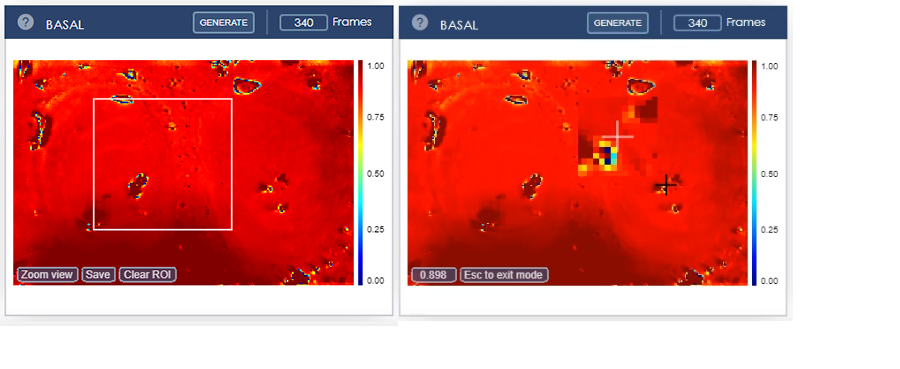 ? BASAL GENERATE 340 Frames
1.00
0.75
0.50
0.25
0.00
Zoom view Save Clear ROI
? BASAL GENERATE 340 Frames
1.00
0.75
0.50
0.25
0.00
0.898 Esc to exit mode